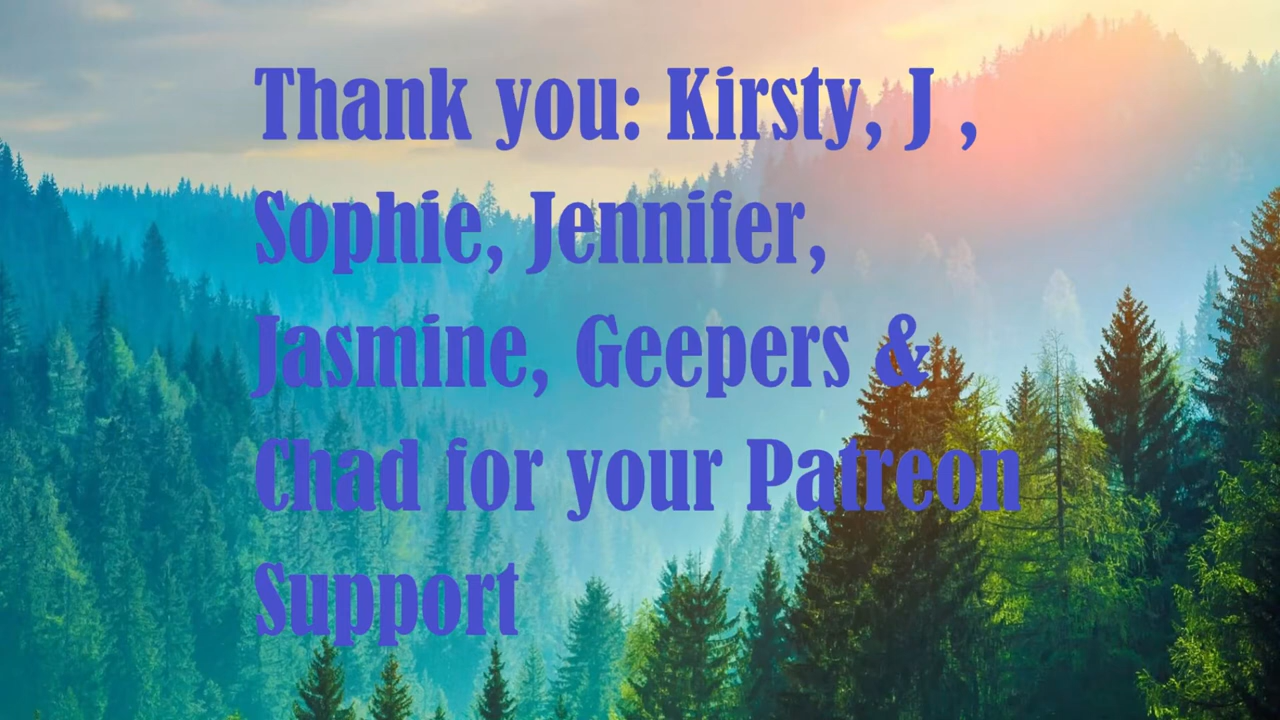 Thank you: Kirsty, J ,
Sophie, Jennifer,
Jasmine, Geepers &
Chad for your Patreon
Support